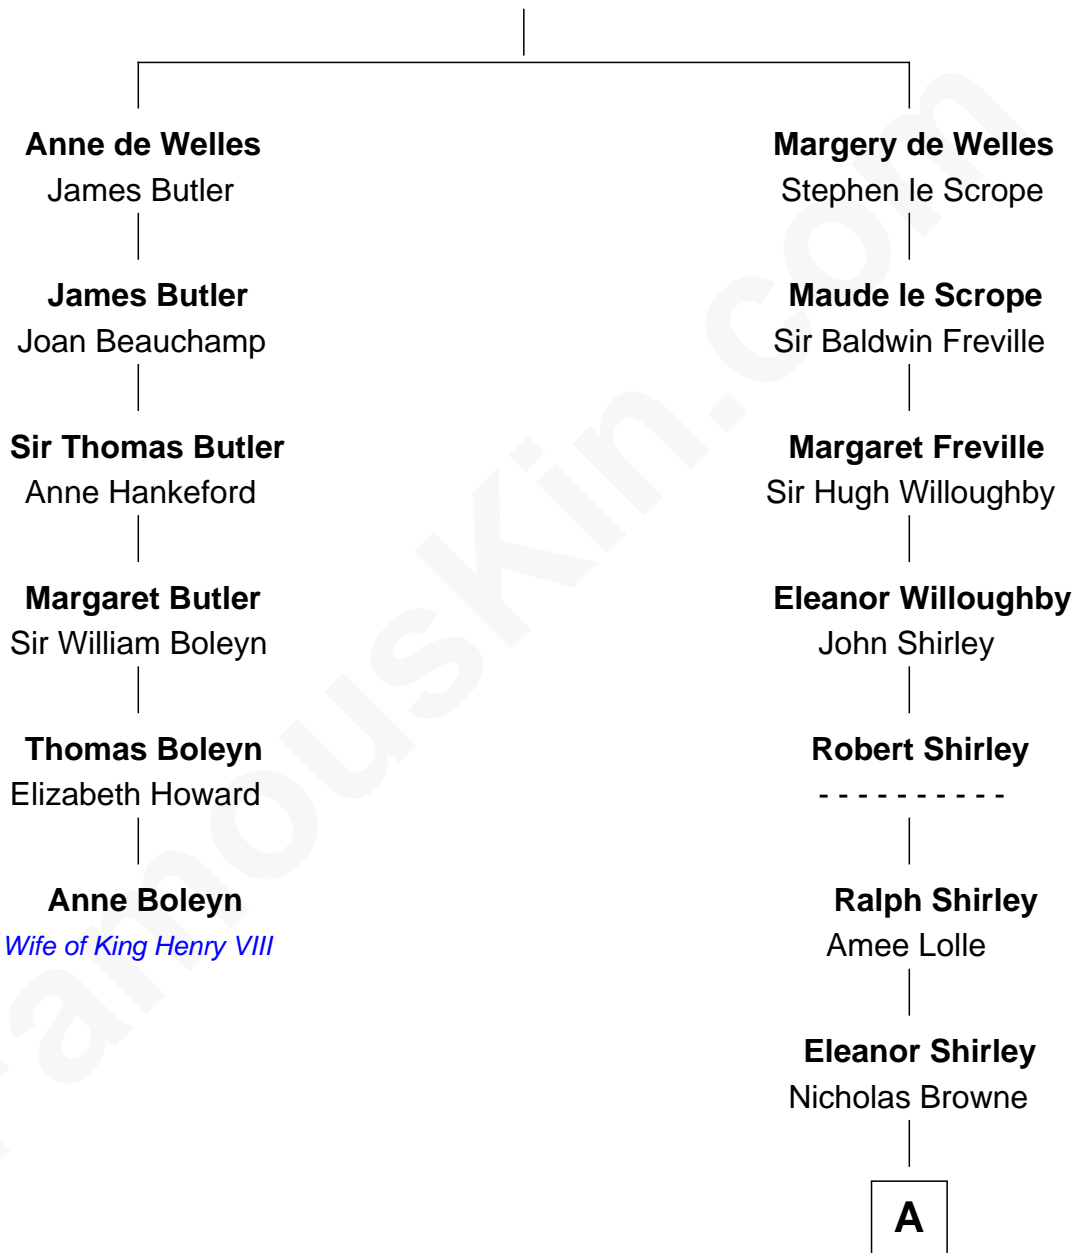 Anne de Welles
James Butler
James Butler
Joan Beauchamp
Sir Thomas Butler
Anne Hankeford
Margaret Butler
Sir William Boleyn
Thomas Boleyn
Elizabeth Howard
Anne Boleyn
Wife of King Henry VIII
Margery de Welles
Stephen le Scrope
Maude le Scrope
Sir Baldwin Freville
Margaret Freville
Sir Hugh Willoughby
Eleanor Willoughby
John Shirley
Robert Shirley
- - - - - - - - - -
Ralph Shirley
Amee Lolle
Eleanor Shirley
Nicholas Browne
A
FamousKin.com